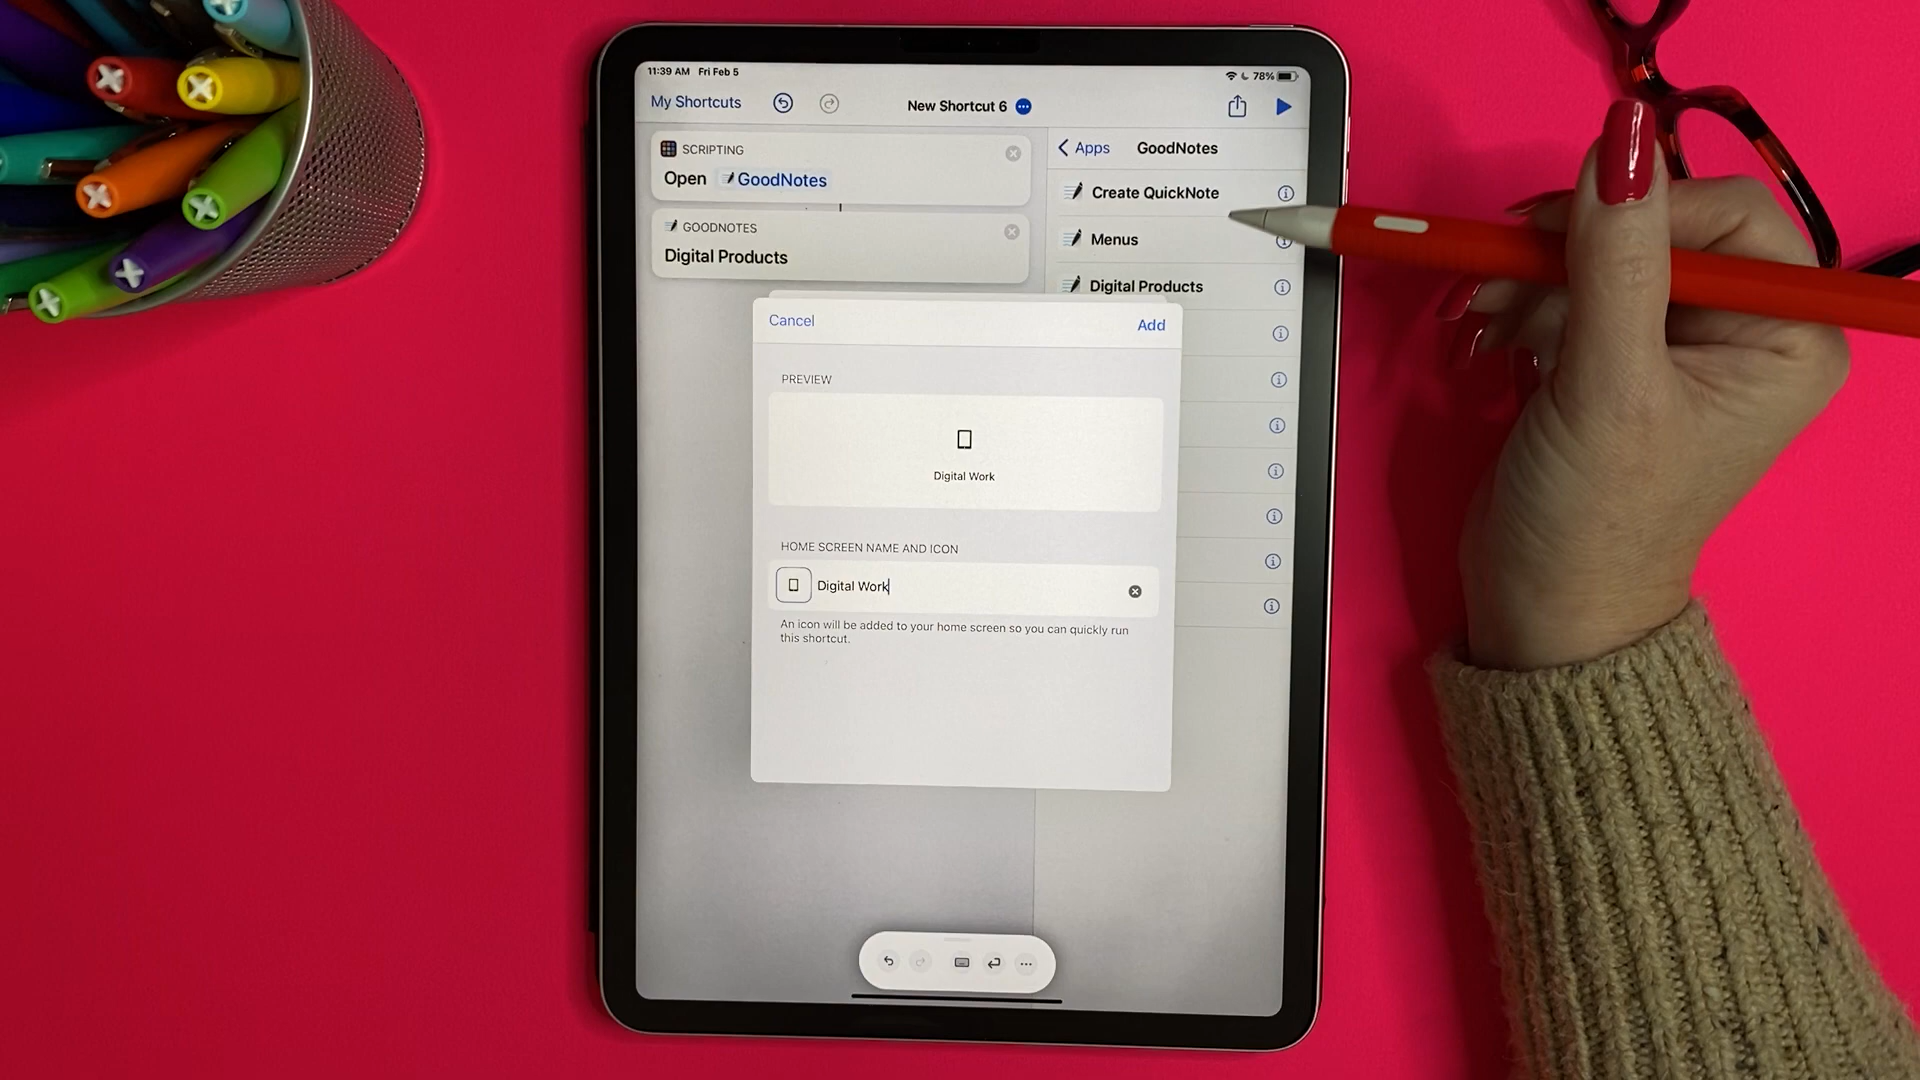 11:39 AM Fri Feb 5
78%
My Shortcuts
New Shortcut 6
SCRIPTING
Open GoodNotes
GOODNOTES
Digital Products
Apps
GoodNotes
Create QuickNote
Menus
Digital Products
Cancel
Add
PREVIEW
Digital Work
HOME SCREEN NAME AND ICON
Digital Work
An icon will be added to your home screen so you can quickly run
this shortcut.